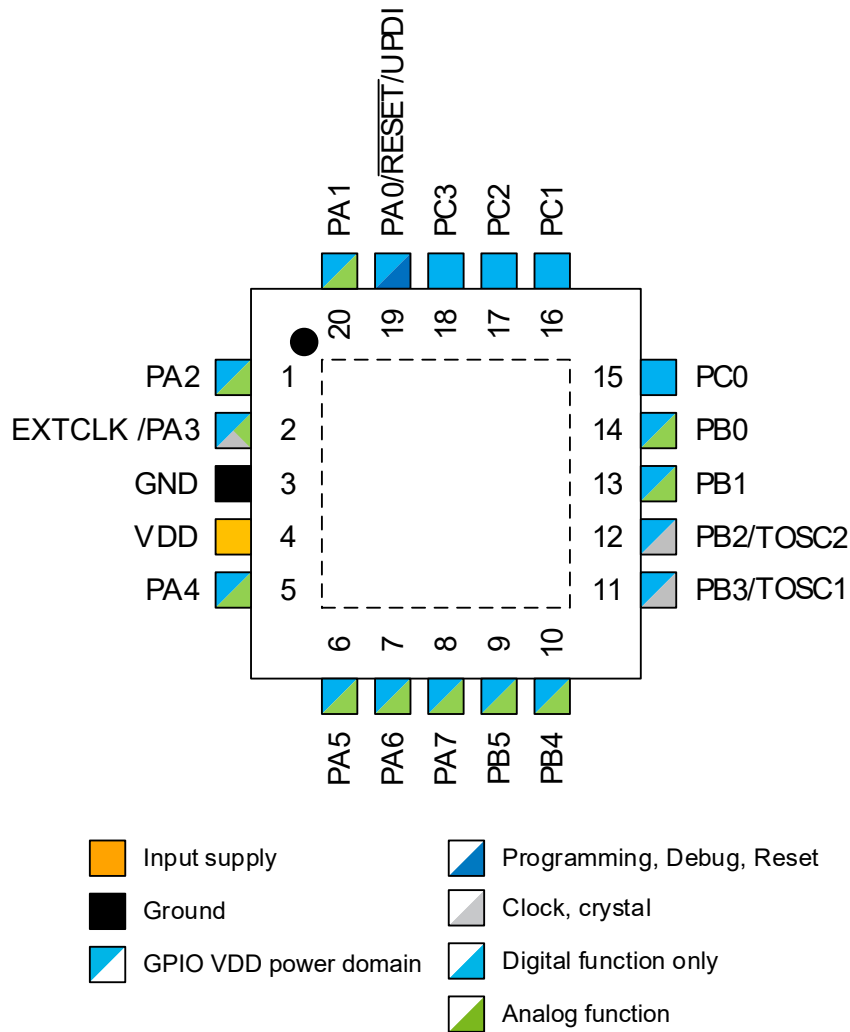 PA1
PA0/RESET/UPDI
PC3
PC2
PC1
20
19
18
17
16
PA2
1
15
PC0
EXTCLK /PA3
2
14
PB0
GND
3
13
PB1
VDD
4
12
PB2/TOSC2
PA4
5
11
PB3/TOSC1
6
7
8
9
10
PA5
PA6
PA7
PB5
PB4
Input supply
Ground
GPIO VDD power domain
Programming, Debug, Reset
Clock, crystal
Digital function only
Analog function